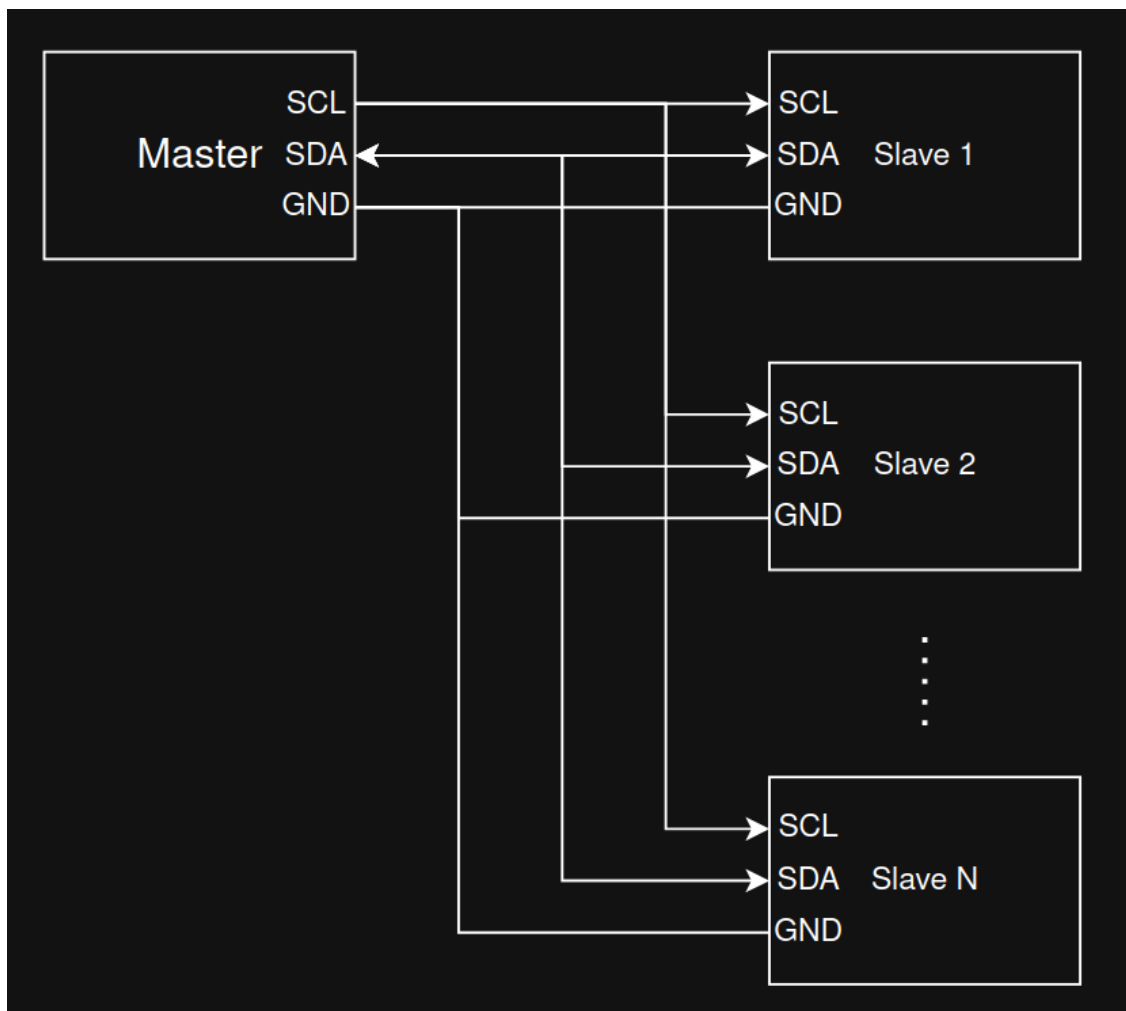 SCL
Master SDA
GND
SCL
SDA Slave 1
GND
SCL
SDA Slave 2
GND
SCL
SDA Slave N
GND